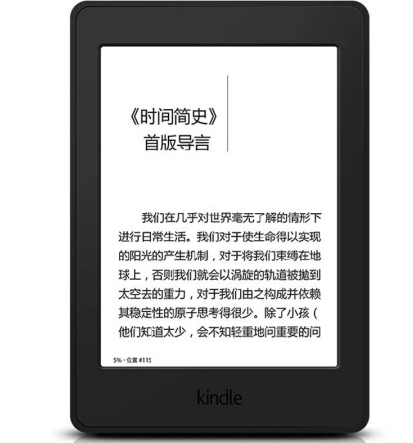 《时间简史》
首版导言
我们在几乎对世界毫无了解的情形下
进行日常生活。我们对于使生命得以实现
的阳光的产生机制，对于将我们束缚在地
球上，否则我们就会以涡旋的轨道被抛到
太空去的重力，对于我们由之构成并依赖
其稳定性的原子思考得很少。除了小孩（
他们知道太少，会不知轻重地问重要的问
5%·位置 #115
kindle